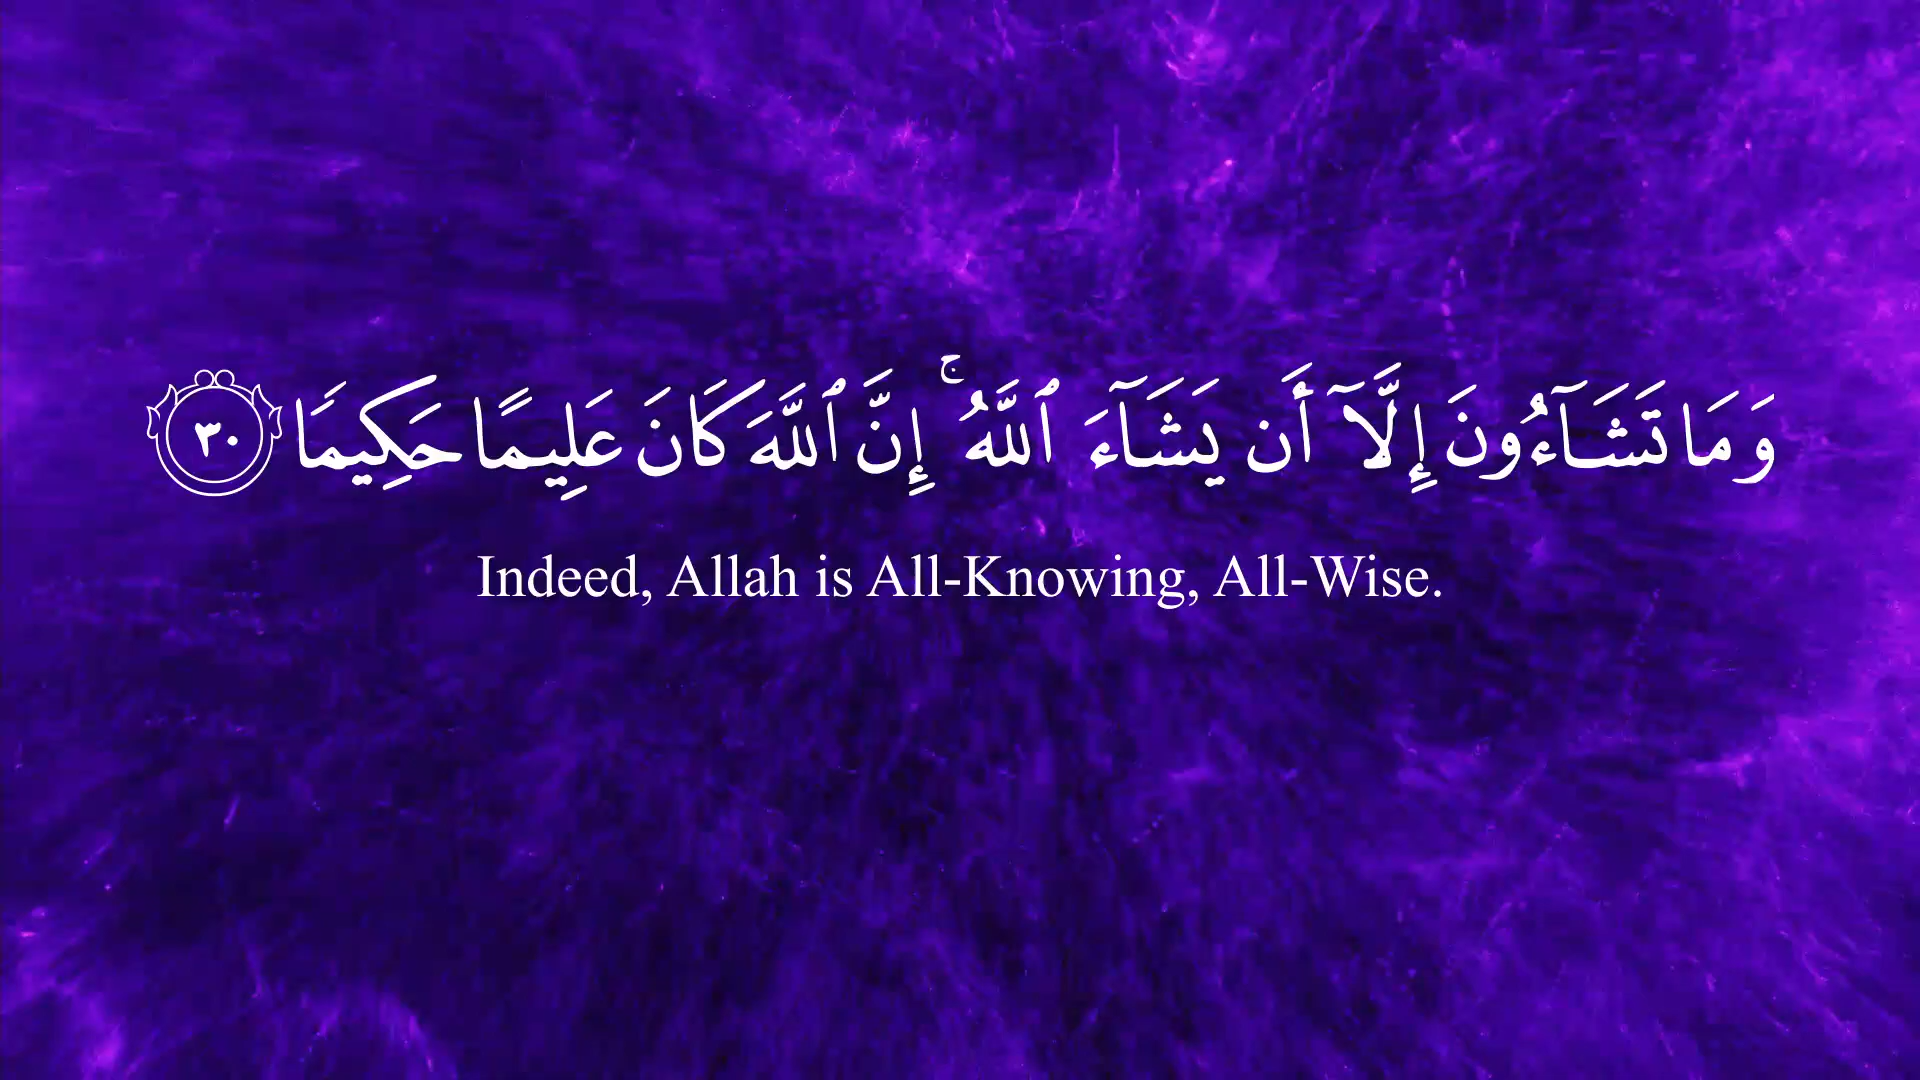 وَمَا تَشَآءُونَ إِلَّآ أَن يَشَآءَ ٱللَّهُ ۚ إِنَّ ٱللَّهَ كَانَ عَلِيمًا حَكِيمًا ٣٠
Indeed, Allah is All-Knowing, All-Wise.